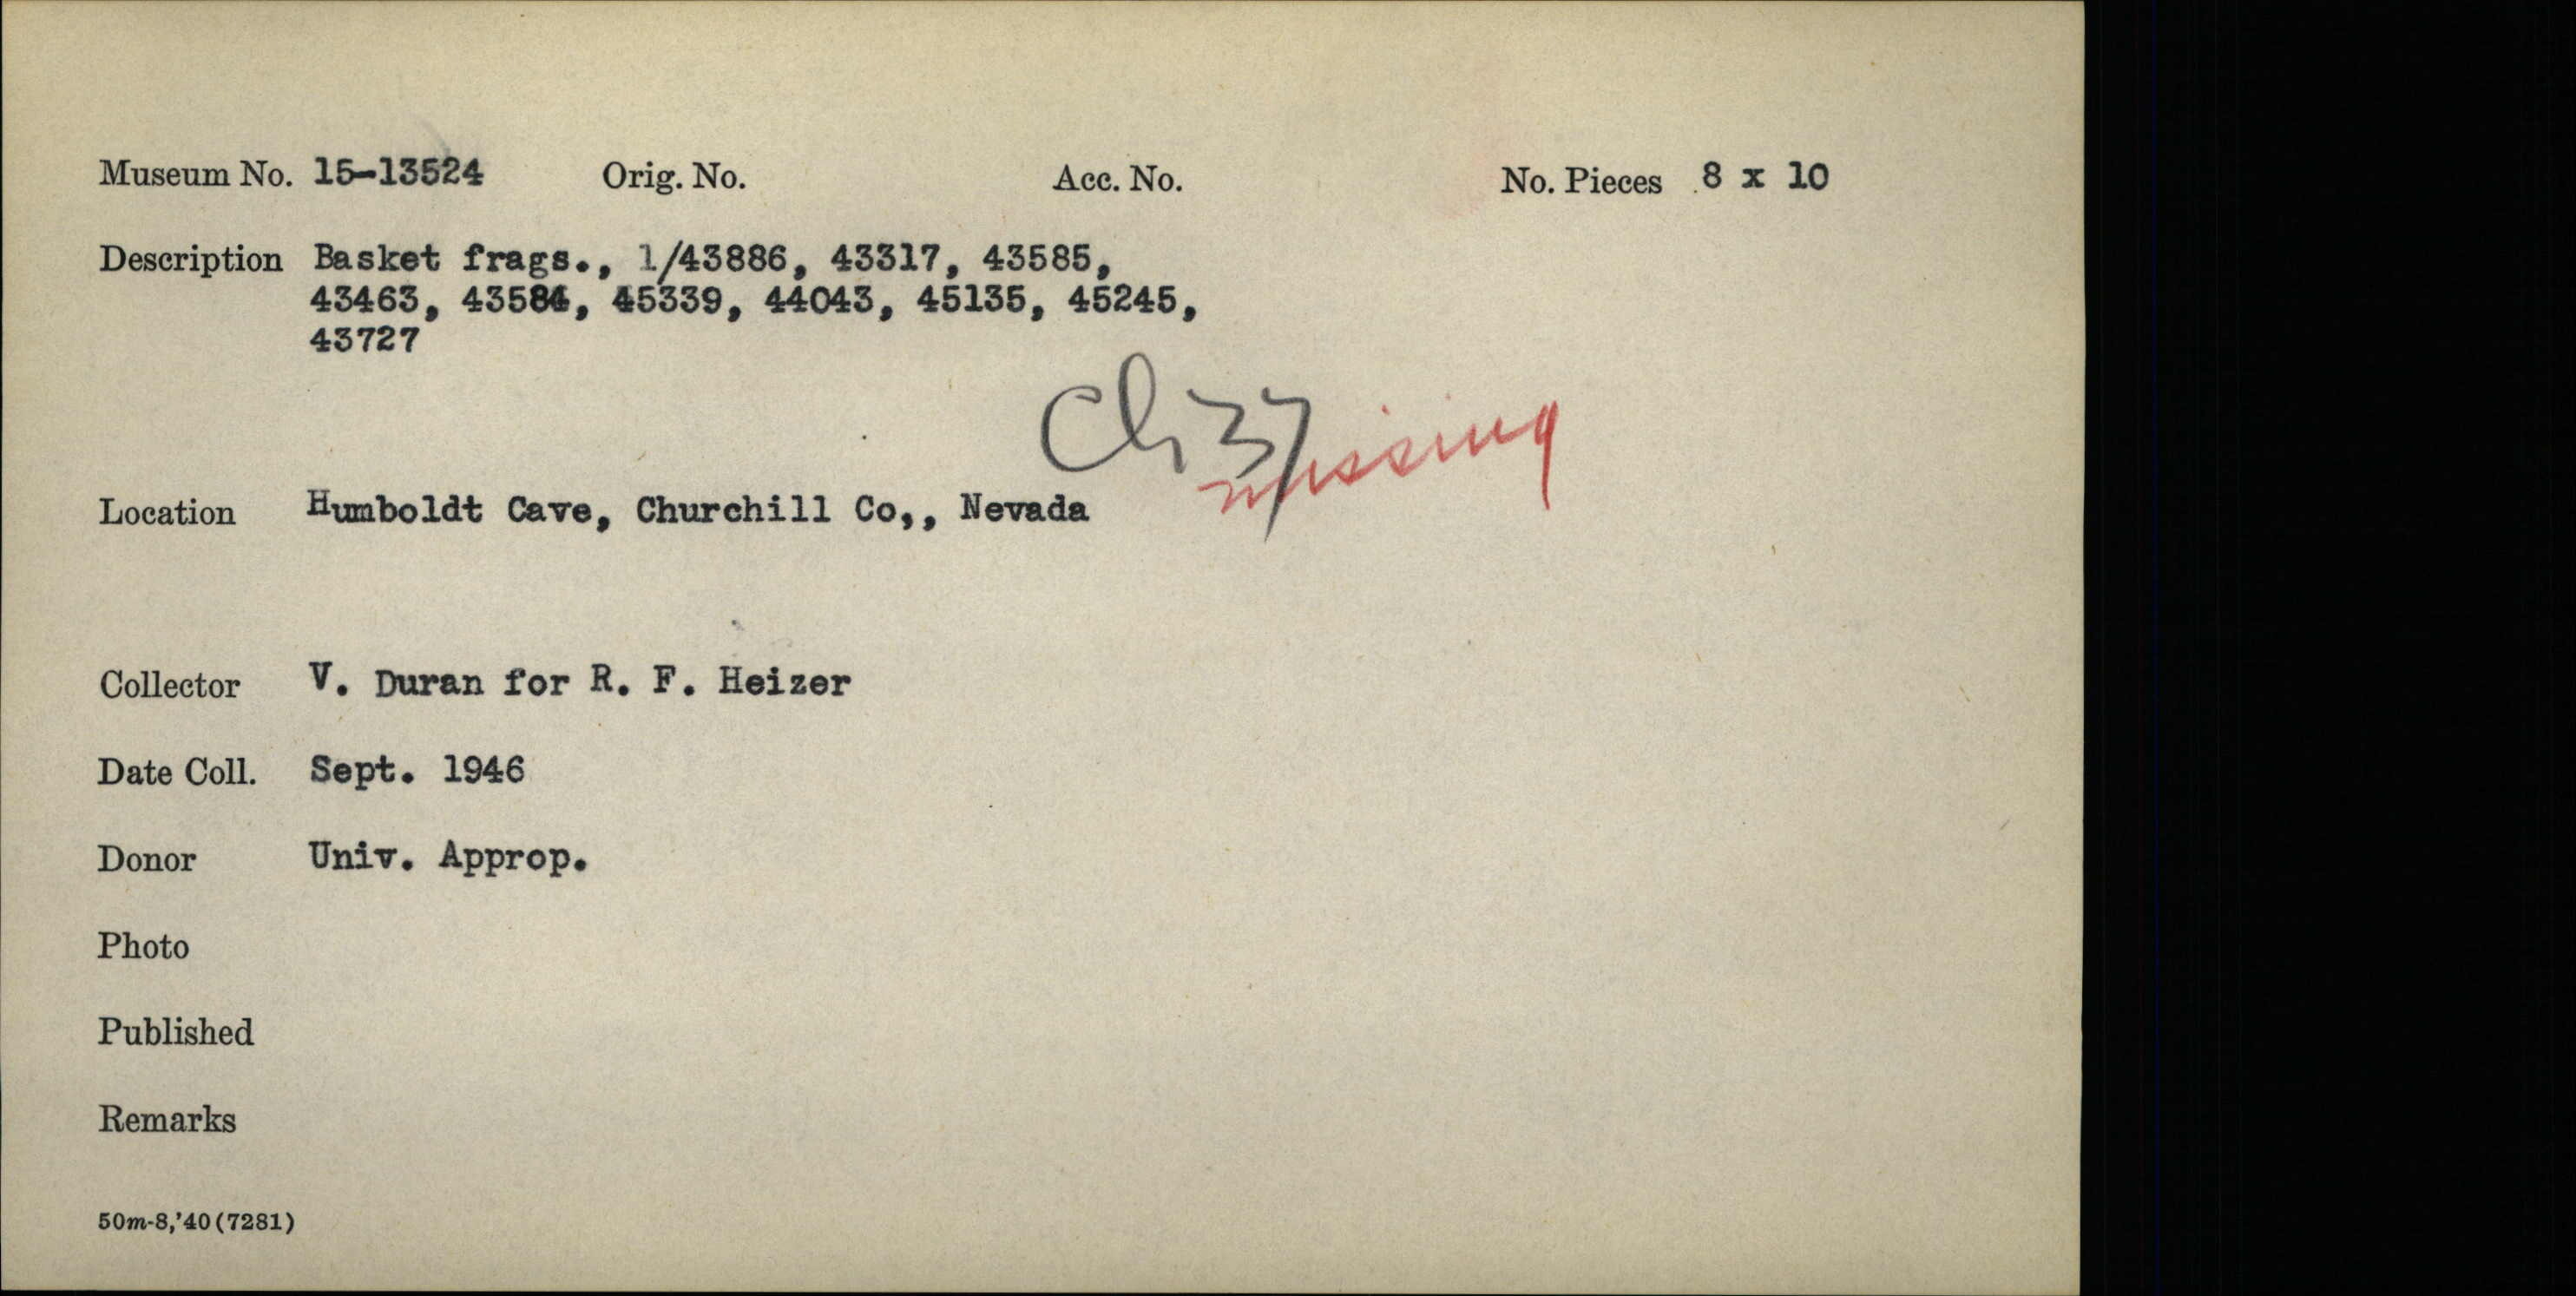 Museum No. 15-13524 Orig. No. Acc. No. No. Pieces 8 x 10
Description Basket frags., 1/43886, 43317, 43585,
43463, 43584, 45339, 44043, 45135, 45245,
43727
Ch 37
missing
Location Humboldt Cave, Churchill Co,, Nevada
Collector V. Duran for R. F. Heizer
Date Coll. Sept. 1946
Donor Univ. Approp.
Photo
Published
Remarks
50m-8,'40(7281)